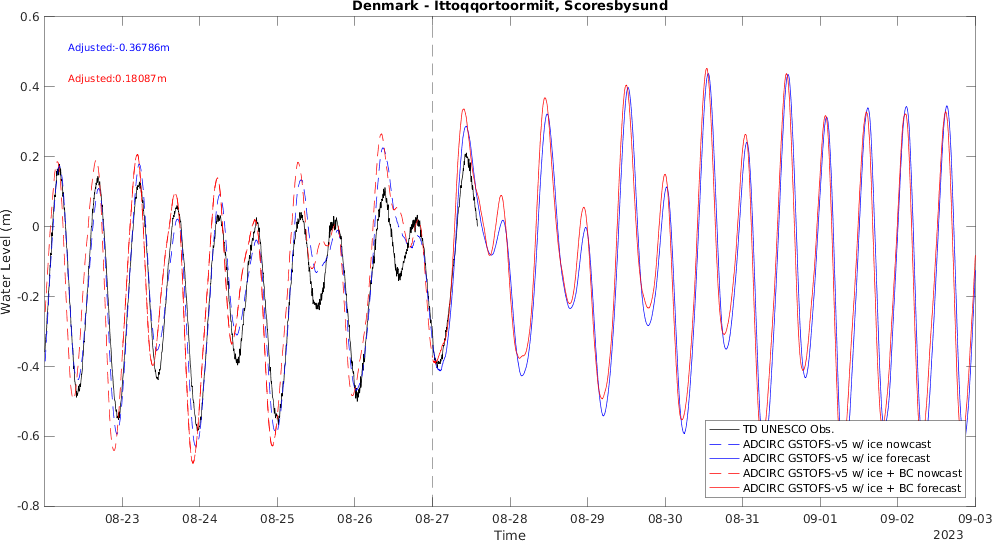 Denmark - Ittoqqortoormiit, Scoresbysund
0.6
Adjusted:-0.36786m
0.4
Adjusted:0.18087m
0.2
0
-0.2
-0.4
-0.6
-0.8
Water Level (m)
TD UNESCO Obs.
ADCIRC GSTOFS-v5 w/ ice nowcast
ADCIRC GSTOFS-v5 w/ ice forecast
ADCIRC GSTOFS-v5 w/ ice + BC nowcast
ADCIRC GSTOFS-v5 w/ ice + BC forecast
08-23 08-24 08-25 08-26 08-27 08-28 08-29 08-30 08-31 09-01 09-02 09-03
Time
2023